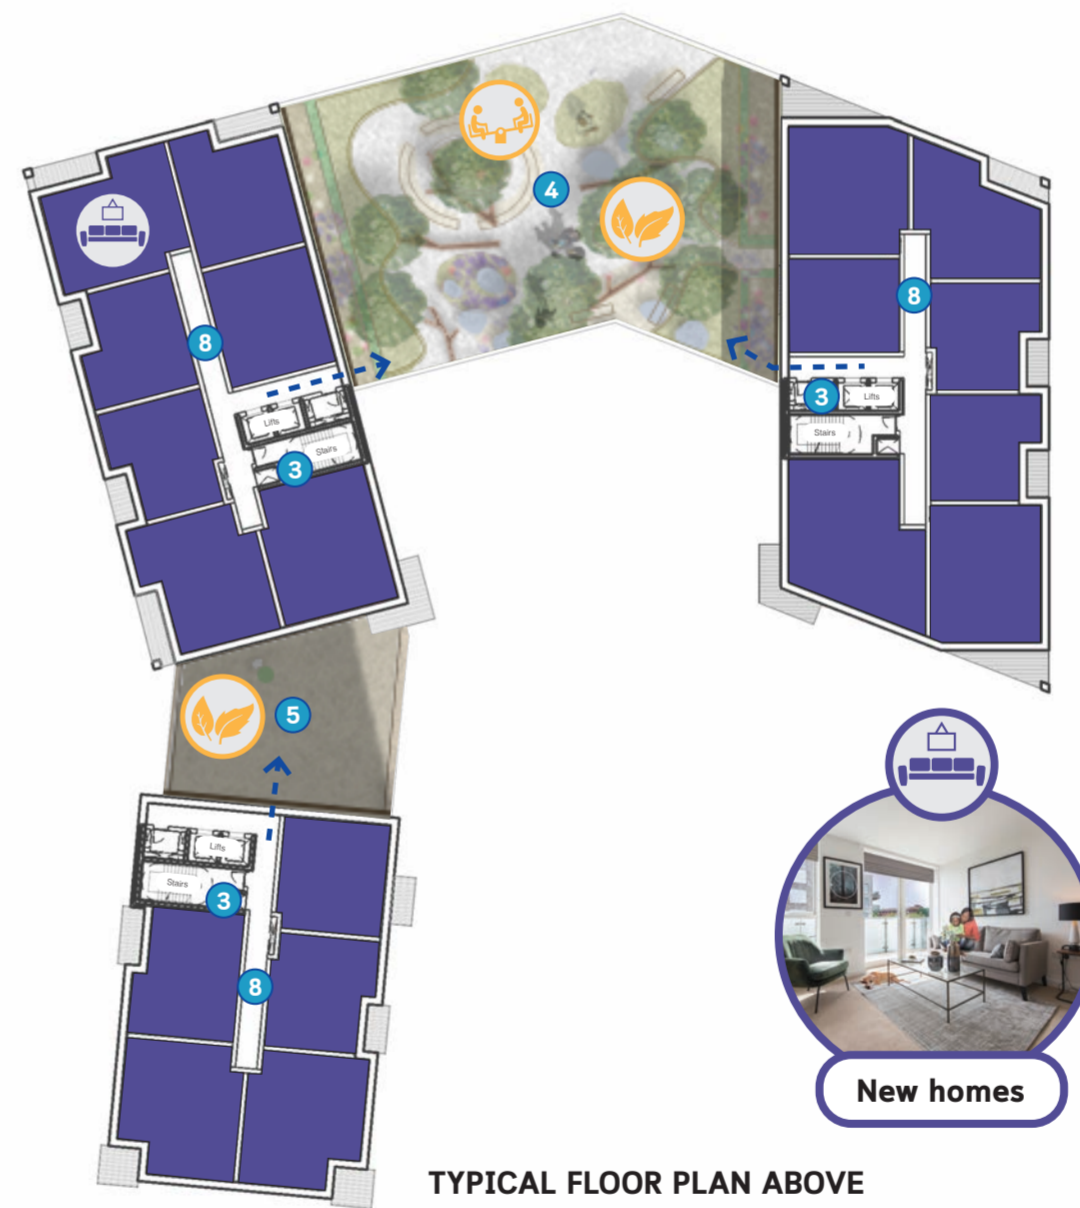 4
8
8
3
Lifts
Lifts
Stairs
Stairs
3
5
Lifts
Stairs
3
8
New homes
TYPICAL FLOOR PLAN ABOVE